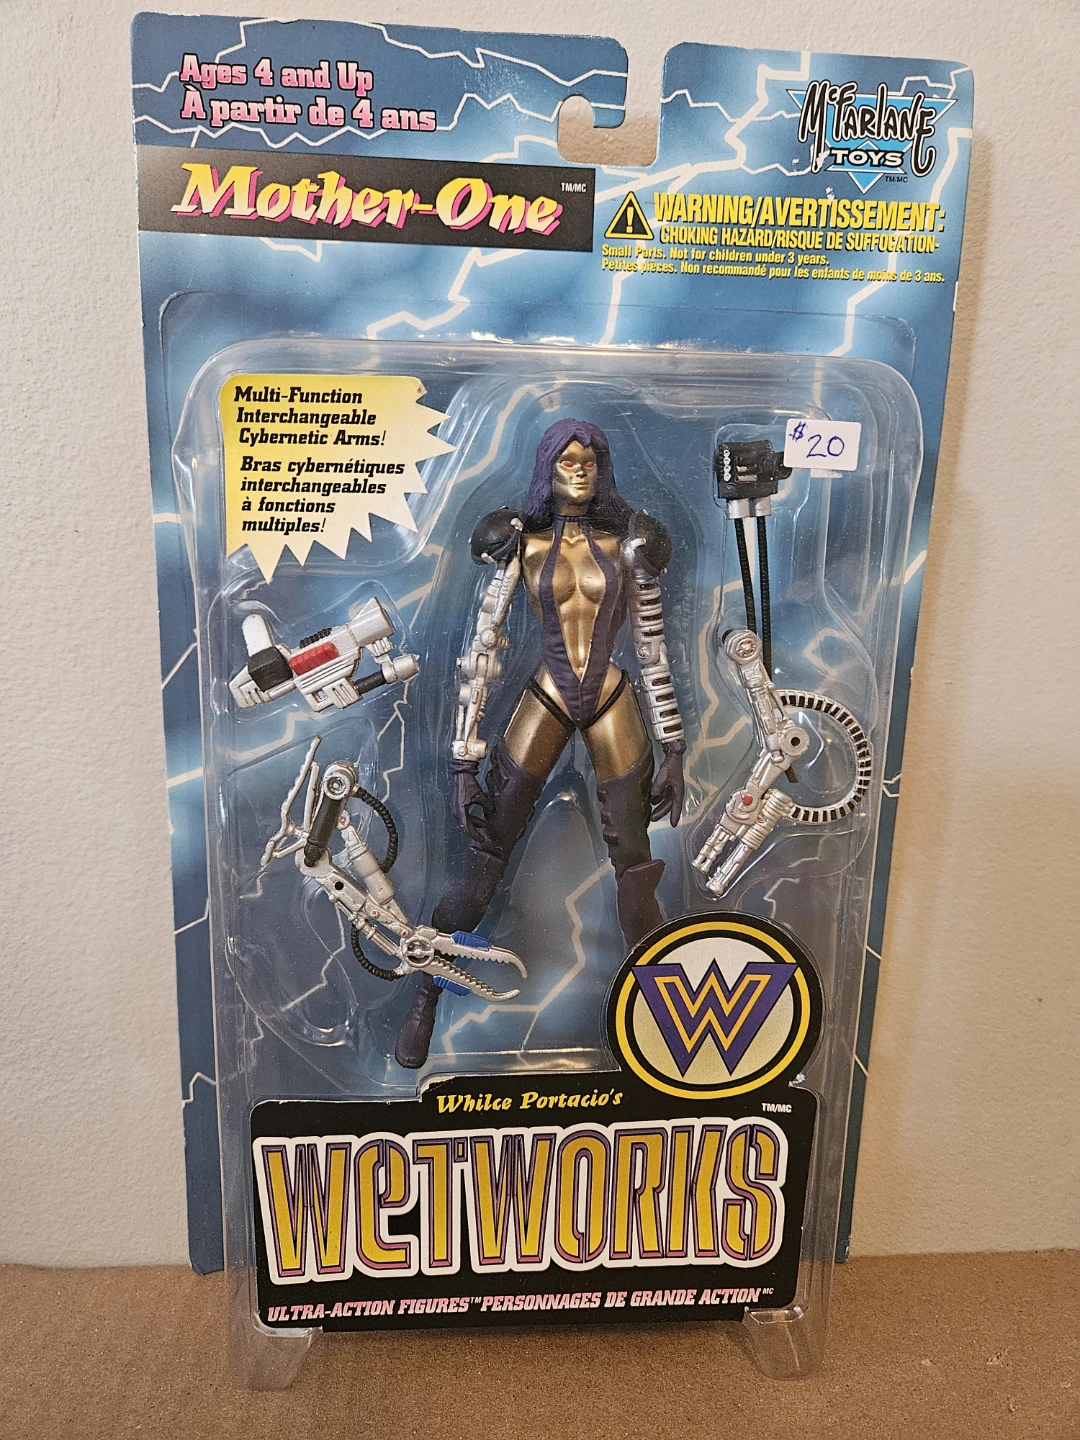 Ages 4 and Up
À partir de 4 ans
McFARLANE
TOYS
TM/MC
Mother-One TM/MC
WARNING/AVERTISSEMENT:
CHOKING HAZARD/RISQUE DE SUFFOCATION-
Small Parts. Not for children under 3 years.
Petites pièces. Non recommandé pour les enfants de moins de 3 ans.
Multi-Function
Interchangeable
Cybernetic Arms!
Bras cybernétiques
interchangeables
à fonctions
multiples!
$20
W
Whilce Portacio's
TM/MC
WETWORKS
ULTRA-ACTION FIGURES™ PERSONNAGES DE GRANDE ACTION MC